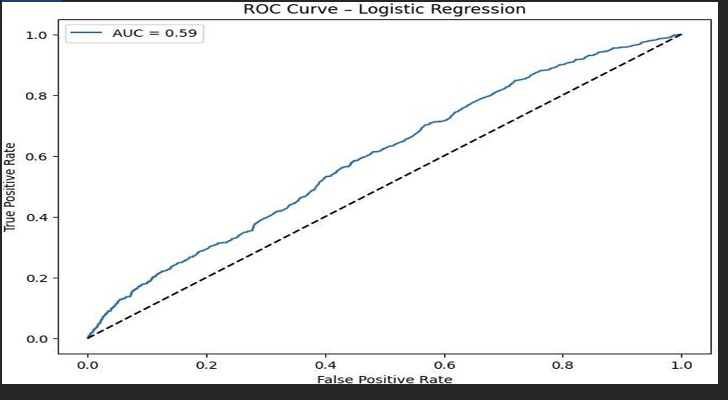 ROC Curve – Logistic Regression
AUC = 0.59
True Positive Rate
1.0
0.8
0.6
0.4
0.2
0.0
0.0 0.2 0.4 0.6 0.8 1.0
False Positive Rate